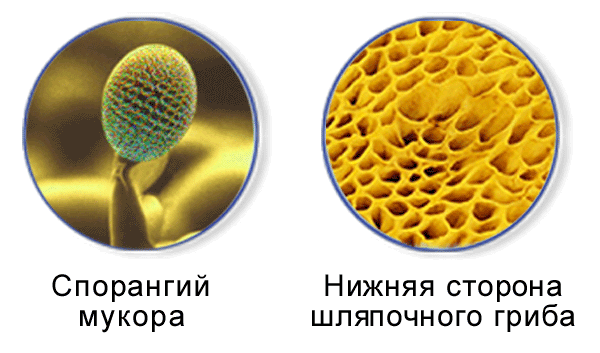 Спорангий
мукора
Нижняя сторона
шляпочного гриба